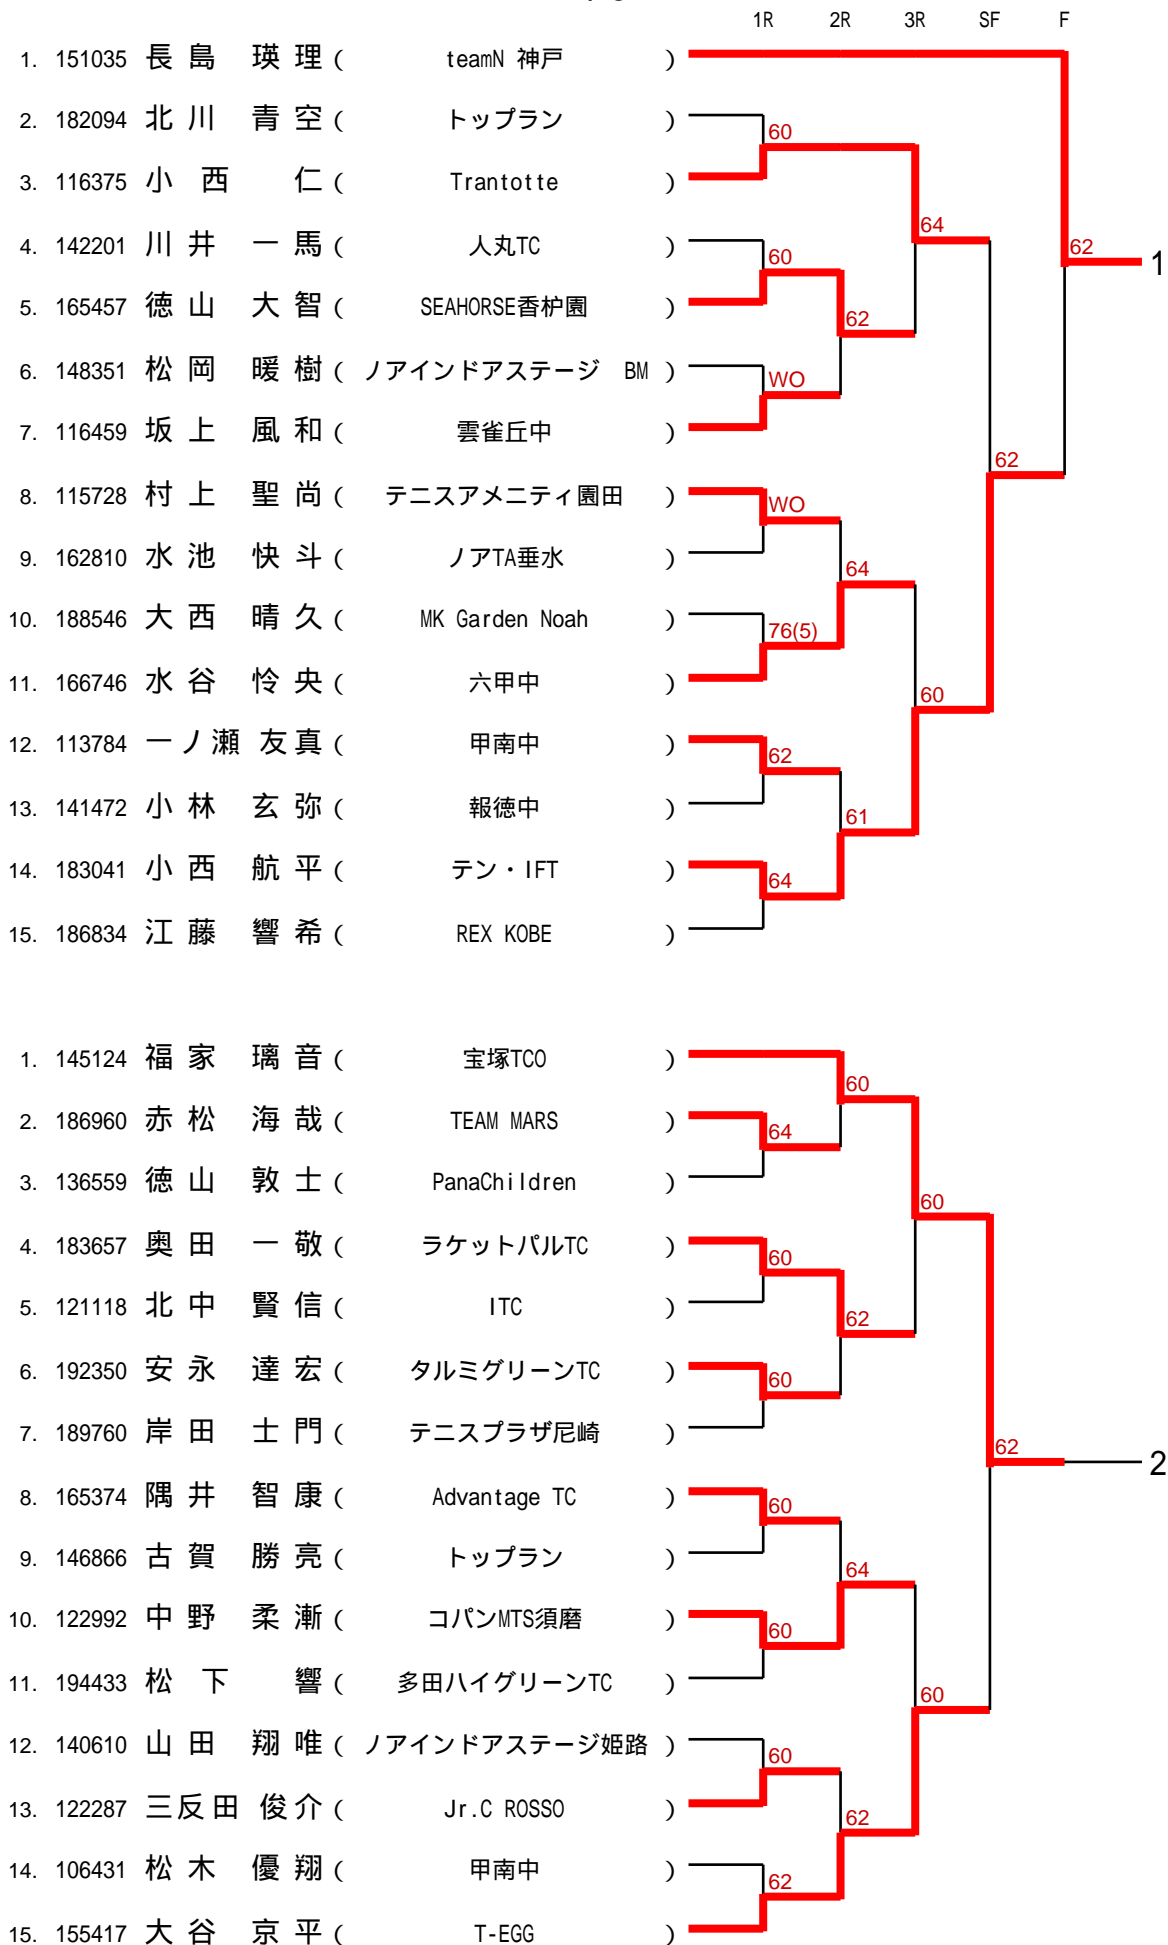 1R 2R 3R SF F
1. 151035 長島 瑛理 ( teamN 神戸 )
2. 182094 北川 青空 ( トップラン )
60
3. 116375 小西 仁 ( Trantotte )
64
4. 142201 川井 一馬 ( 人丸TC )
60
62
1
5. 165457 徳山 大智 ( SEAHORSE香枦園 )
62
6. 148351 松岡 暖樹 ( ノアインドアステージ BM )
WO
7. 116459 坂上 風和 ( 雲雀丘中 )
62
8. 115728 村上 聖尚 ( テニスアメニティ園田 )
WO
9. 162810 水池 快斗 ( ノアTA垂水 )
64
10. 188546 大西 晴久 ( MK Garden Noah )
76(5)
11. 166746 水谷 怜央 ( 六甲中 )
60
12. 113784 一ノ瀬 友真 ( 甲南中 )
62
13. 141472 小林 玄弥 ( 報徳中 )
61
14. 183041 小西 航平 ( テン・IFT )
64
15. 186834 江藤 響希 ( REX KOBE )
1. 145124 福家 璃音 ( 宝塚TCO )
60
2. 186960 赤松 海哉 ( TEAM MARS )
64
3. 136559 徳山 敦士 ( PanaChildren )
60
4. 183657 奥田 一敬 ( ラケットパルTC )
60
5. 121118 北中 賢信 ( ITC )
62
6. 192350 安永 達宏 ( タルミグリーンTC )
60
7. 189760 岸田 士門 ( テニスプラザ尼崎 )
62
2
8. 165374 隅井 智康 ( Advantage TC )
60
9. 146866 古賀 勝亮 ( トップラン )
64
10. 122992 中野 柔漸 ( コパンMTS須磨 )
60
11. 194433 松下 響 ( 多田ハイグリーンTC )
60
12. 140610 山田 翔唯 ( ノアインドアステージ姫路 )
60
13. 122287 三反田 俊介 ( Jr.C ROSSO )
62
14. 106431 松木 優翔 ( 甲南中 )
62
15. 155417 大谷 京平 ( T-EGG )